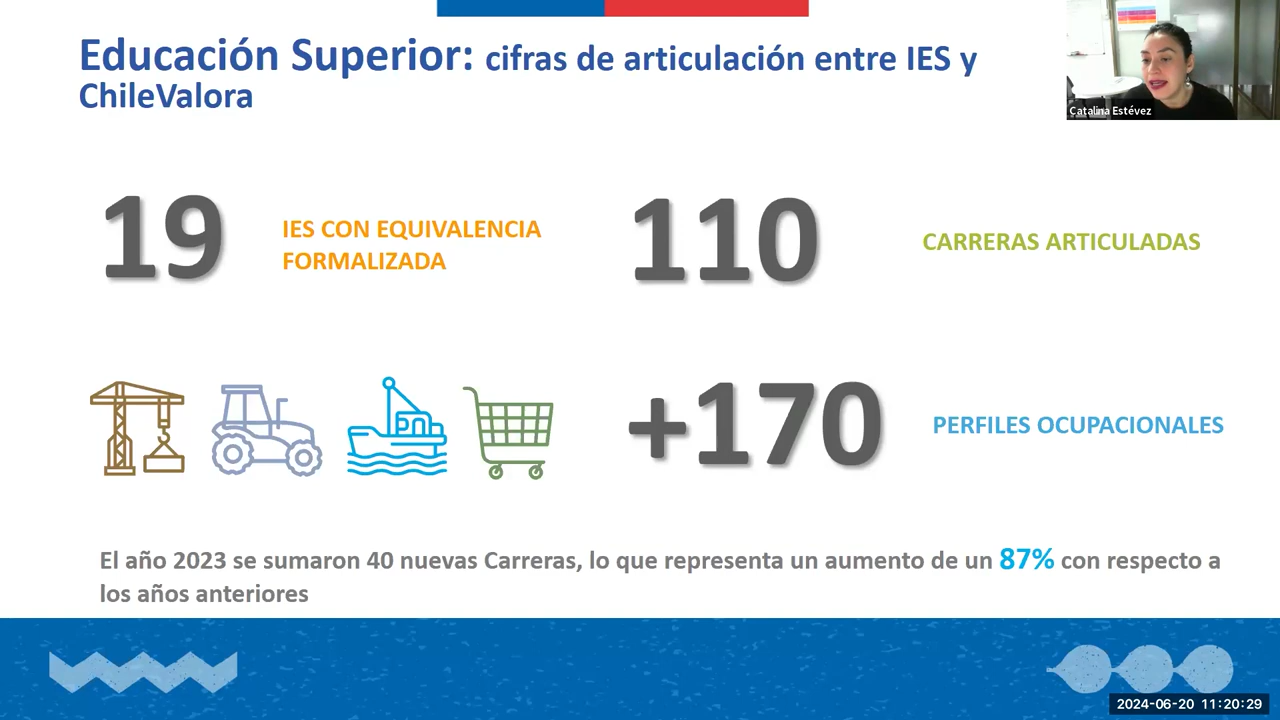 Educación Superior: cifras de articulación entre IES y
ChileValora
Catalina Estévez
19
IES CON EQUIVALENCIA
FORMALIZADA
110
CARRERAS ARTICULADAS
+170
PERFILES OCUPACIONALES
El año 2023 se sumaron 40 nuevas Carreras, lo que representa un aumento de un 87% con respecto a
los años anteriores
2024-06-20 11:20:29